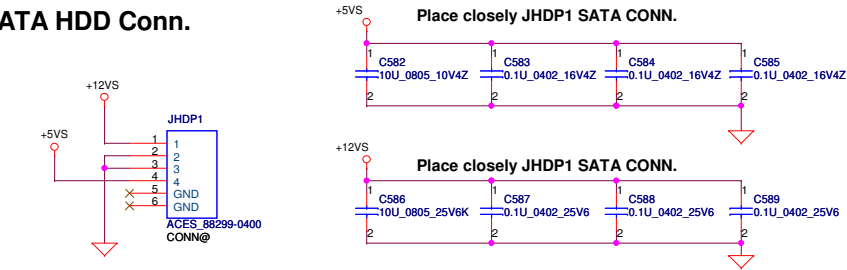 ATA HDD Conn.
+5VS
Place closely JHDP1 SATA CONN.
1
C582
10U_0805_10V4Z
2
1
C583
0.1U_0402_16V4Z
2
1
C584
0.1U_0402_16V4Z
2
1
C585
0.1U_0402_16V4Z
2
+12VS
+5VS
JHDP1
1 1
2 2
3 3
4 4
5 GND
6 GND
ACES_88299-0400
CONN@
+12VS
Place closely JHDP1 SATA CONN.
1
C586
10U_0805_25V6K
2
1
C587
0.1U_0402_25V6
2
1
C588
0.1U_0402_25V6
2
1
C589
0.1U_0402_25V6
2